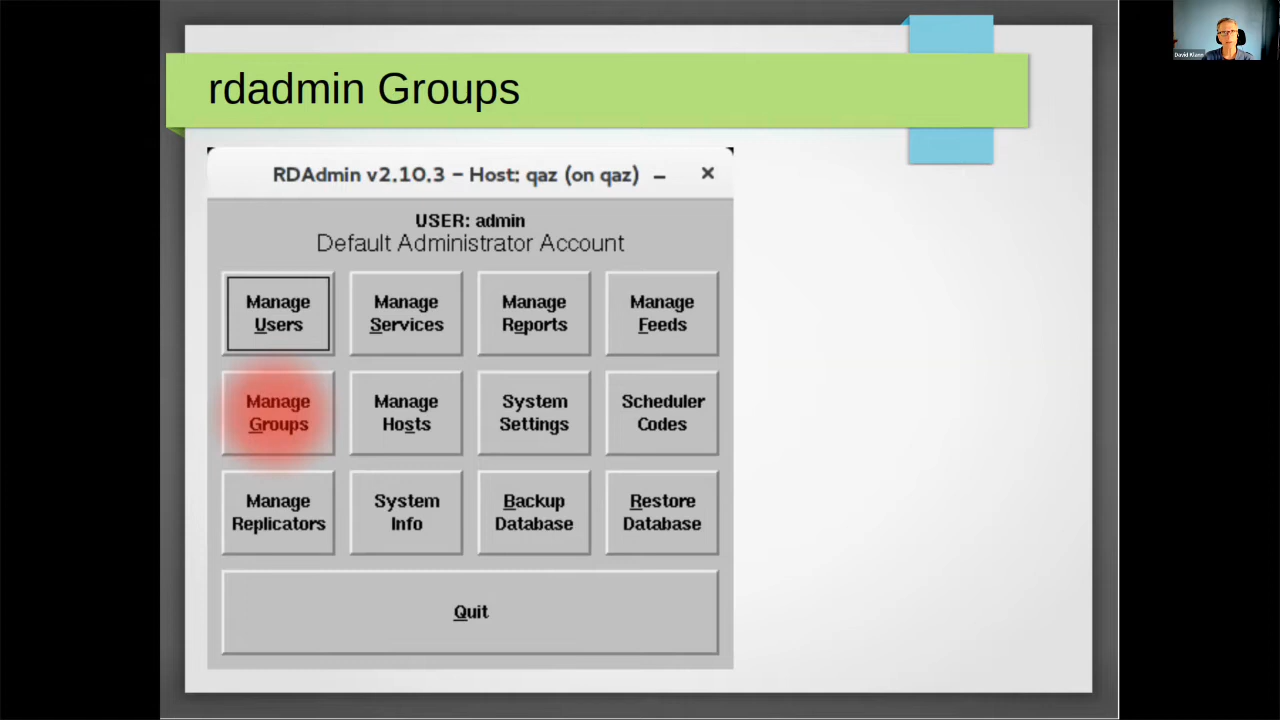 rdadmin Groups
David Klann
RDAdmin v2.10.3 – Host: qaz (on qaz)
USER: admin
Default Administrator Account
Manage
Users
Manage
Services
Manage
Reports
Manage
Feeds
Manage
Groups
Manage
Hosts
System
Settings
Scheduler
Codes
Manage
Replicators
System
Info
Backup
Database
Restore
Database
Quit